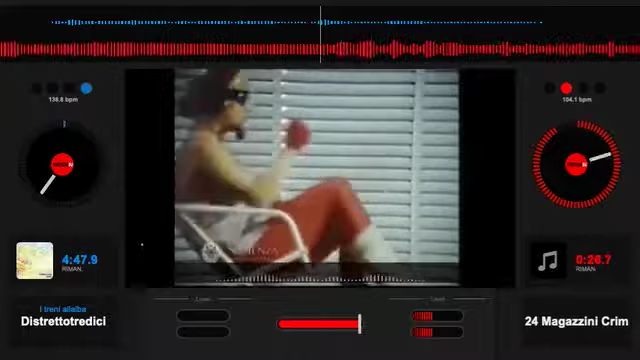 138.8 bpm
104.1 bpm
4:47.9
RIMAN.
0:26.7
RIMAN.
i treni all'alba
Distrettotredici
24 Magazzini Crim